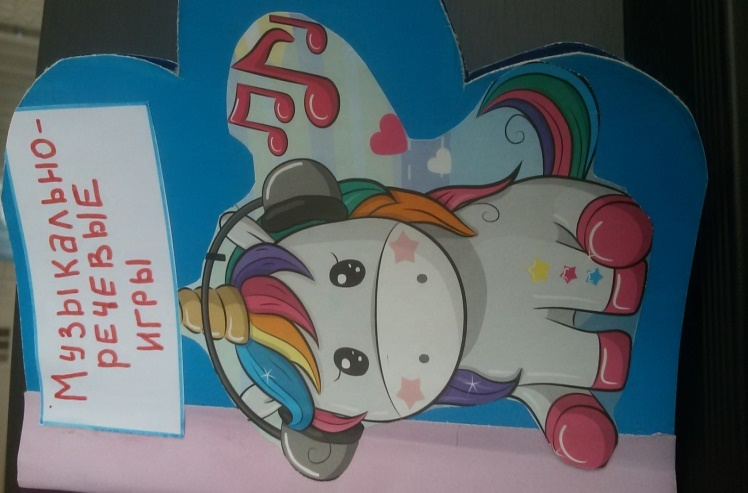 Музыкально-
речевые
игры